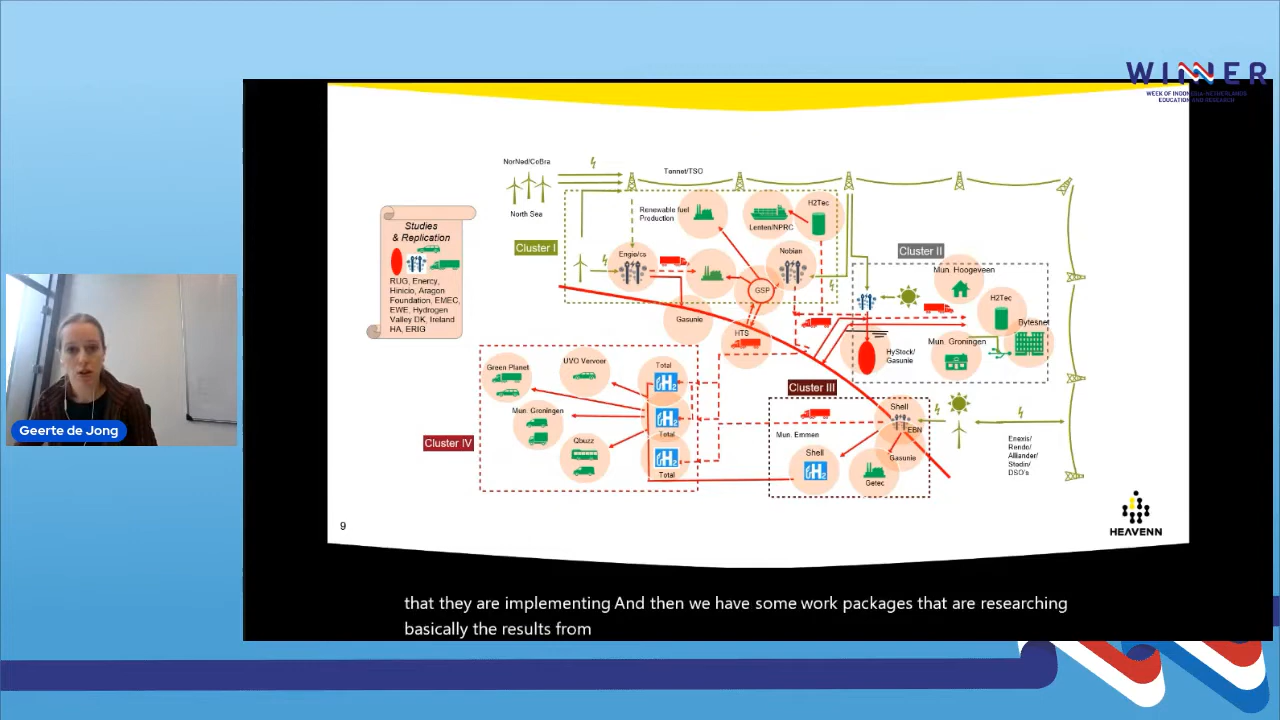 WINNER
WEEK OF INDONESIA-NETHERLANDS
EDUCATION AND RESEARCH
NorNed/CoBra
Tennet/TSO
North Sea
Studies
& Replication
RUG, Enercy,
Hinicio, Aragon
Foundation, EMEC,
EWE, Hydrogen
Valley DK, Ireland
HA, ERIG
Cluster I
Renewable fuel
Production
Lenten/NPRC
H2Tec
Engie/cs
Nobian
GSP
Gasunie
HTS
Cluster II
Mun. Hoogeveen
H2Tec
Bytesnet
Mun. Groningen
HyStock/
Gasunie
Cluster III
Shell
EBN
Gasunie
Mun. Emmen
Shell
H2
Getec
Enexis/
Rendo/
Alliander/
Stedin/
DSO's
Cluster IV
Green Planet
UVO Vervoer
Mun. Groningen
Qbuzz
Total
H2
H2
Total
H2
Total
9
HEAVENN
Geerte de Jong
that they are implementing And then we have some work packages that are researching
basically the results from